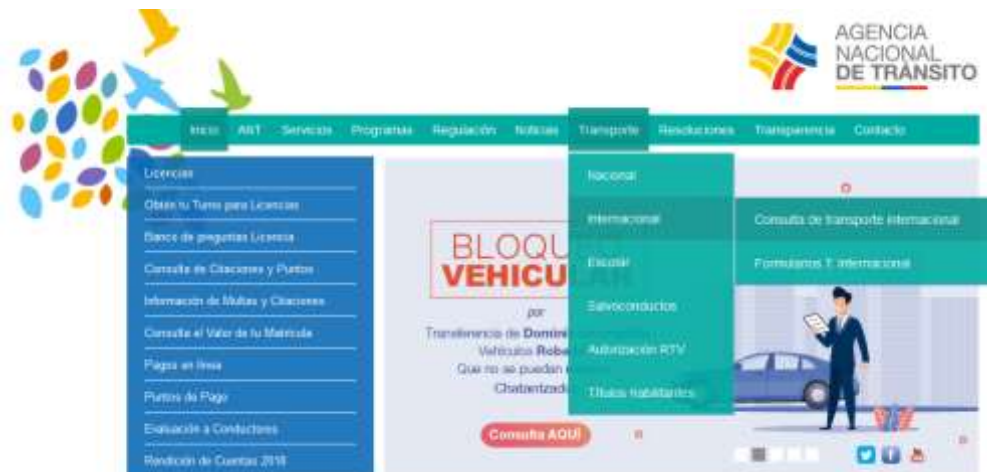 AGENCIA
NACIONAL
DE TRÁNSITO
Inicio ANT Servicios Programas Regulación Noticias Transporte Resoluciones Transparencia Contacto
Licencias
Obtén tu Turno para Licencias
Banco de preguntas Licencia
Consulta de Citaciones y Puntos
Información de Multas y Citaciones
Consulta el Valor de tu Matrícula
Pagos en línea
Puntos de Pago
Evaluación a Conductores
Rendición de Cuentas 2018
Nacional
Internacional
Escolar
Salvoconductos
Autorización RTV
Títulos Habilitantes
Consulta de transporte internacional
Formularios T. Internacional
BLOQU
VEHICULAR
por
Transferencia de Domini
Vehículos Roba
Que no se puedan
Chatarrizad
Consulta AQUÍ